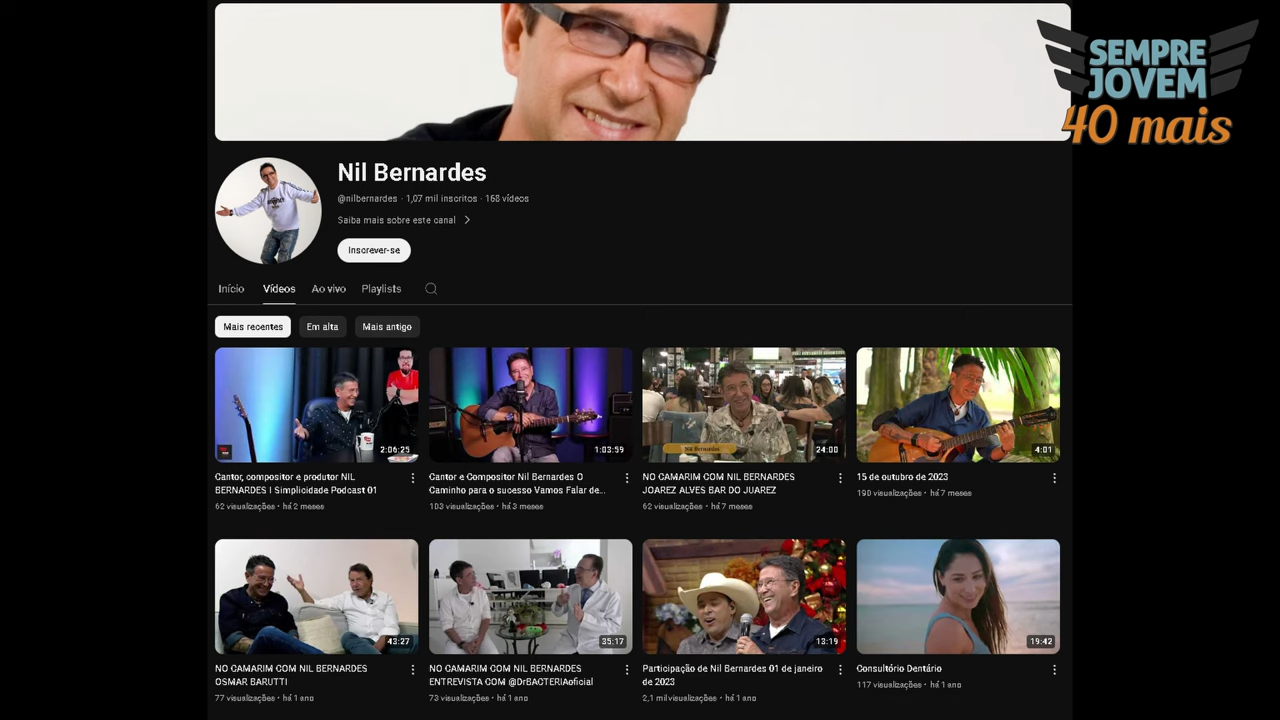 SEMPRE
JOVEM
40 mais
Nil Bernardes
@nilbernardes · 1,07 mil inscritos · 168 vídeos
Saiba mais sobre este canal
Inscrever-se
Início Vídeos Ao vivo Playlists
Mais recentes Em alta Mais antigo
2:06:25 1:03:59 24:00 4:01
Nil Bernardes
Cantor, compositor e produtor NIL
BERNARDES | Simplicidade Podcast 01
62 visualizações • há 2 meses
Cantor e Compositor Nil Bernardes O
Caminho para o sucesso Vamos Falar de...
103 visualizações • há 3 meses
NO CAMARIM COM NIL BERNARDES
JOAREZ ALVES BAR DO JUAREZ
62 visualizações • há 7 meses
15 de outubro de 2023
190 visualizações • há 7 meses
43:27 35:17 13:19 19:42
NO CAMARIM COM NIL BERNARDES
OSMAR BARUTTI
77 visualizações • há 1 ano
NO CAMARIM COM NIL BERNARDES
ENTREVISTA COM @DrBACTERIAoficial
73 visualizações • há 1 ano
Participação de Nil Bernardes 01 de janeiro
de 2023
2,1 mil visualizações • há 1 ano
Consultório Dentário
117 visualizações • há 1 ano